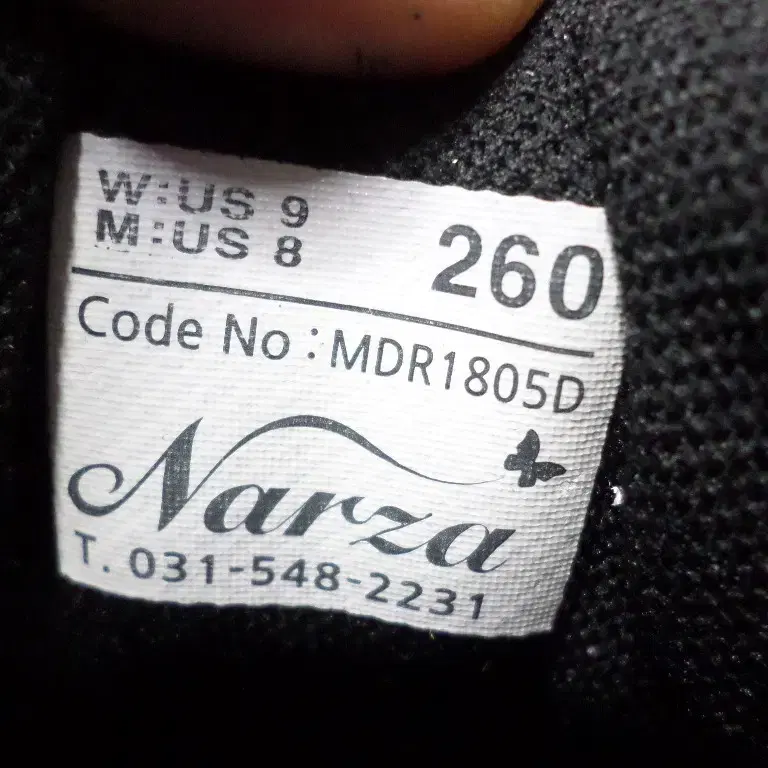 W:US 9
M:US 8
260
Code No : MDR1805D
Narza
T. 031-548-2231